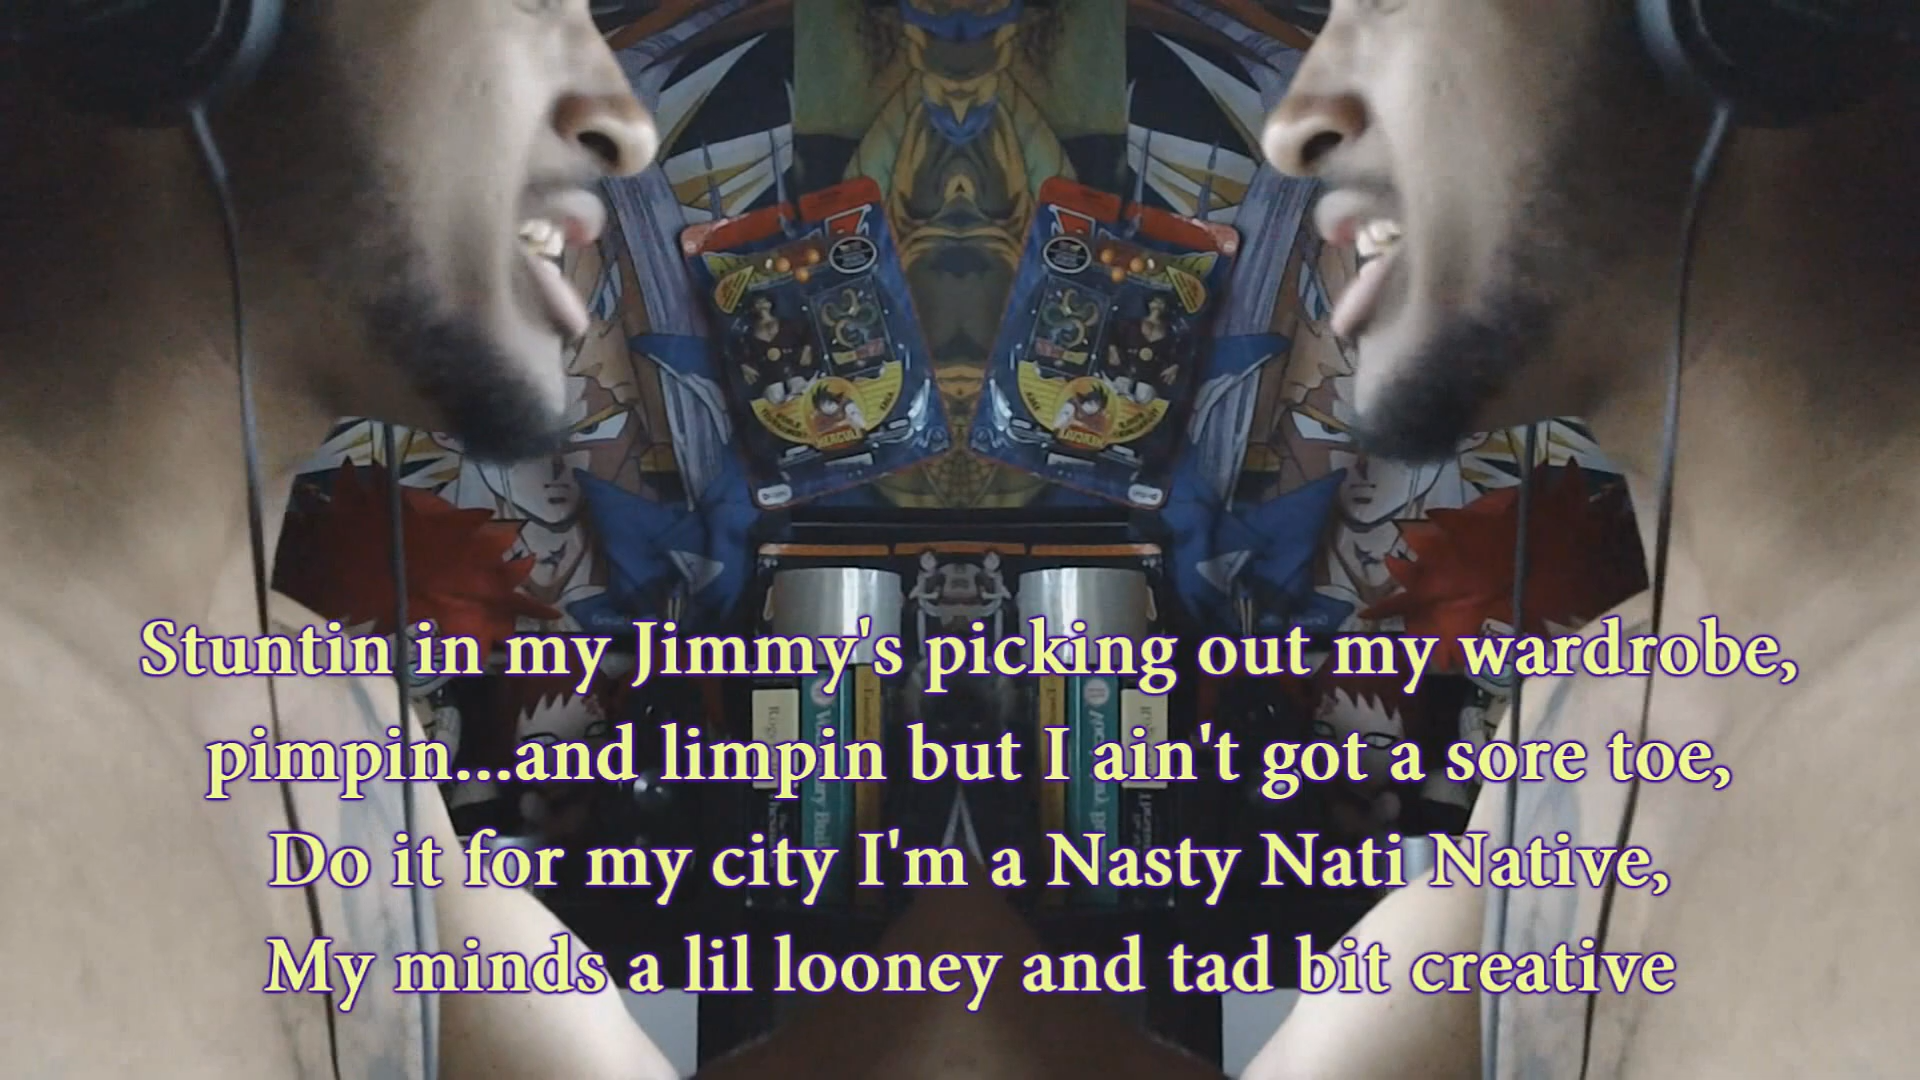 Stuntin in my Jimmy's picking out my wardrobe,
pimpin...and limpin but I ain't got a sore toe,
Do it for my city I'm a Nasty Nati Native,
My minds a lil looney and tad bit creative